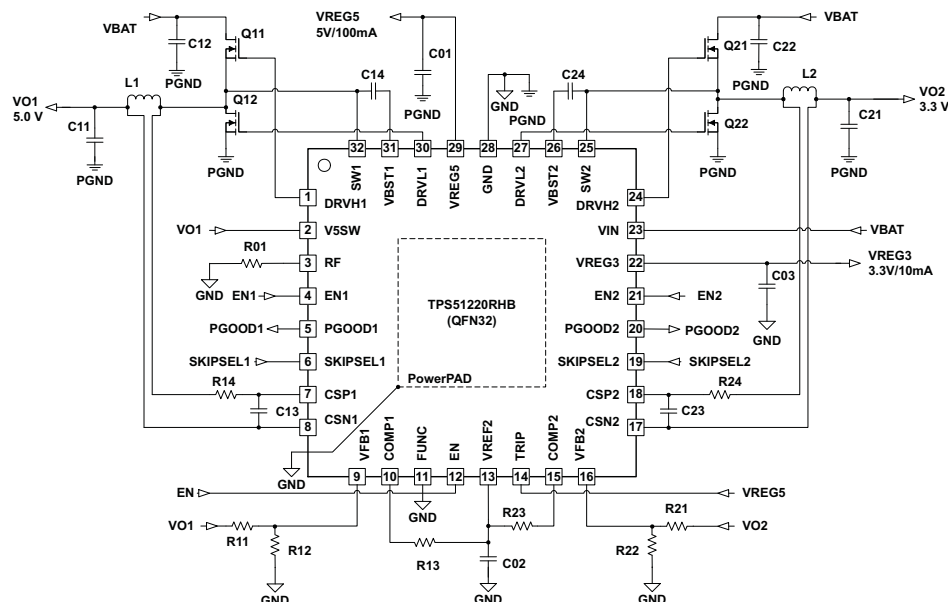 VBAT
C12
Q11
VREG5
5V/100mA
C01
Q21
VBAT
C22
L1
PGND
C14
C24
PGND
L2
VO1
5.0 V
Q12
GND
PGND
PGND
VO2
3.3 V
C11
Q22
C21
PGND
PGND
PGND
PGND
32
31
30
29
28
27
26
25
SW1
VBST1
DRVL1
VREG5
GND
DRVL2
VBST2
SW2
1
DRVH1
DRVH2
24
VO1
2
V5SW
VIN
23
VBAT
R01
3
RF
VREG3
22
VREG3
3.3V/10mA
GND
C03
EN1
4
EN1
TPS51220RHB
(QFN32)
EN2
21
EN2
PGOOD1
5
PGOOD1
PGOOD2
20
PGOOD2
GND
SKIPSEL1
6
SKIPSEL1
SKIPSEL2
19
SKIPSEL2
R14
PowerPAD
R24
7
CSP1
CSP2
18
C13
C23
8
CSN1
CSN2
17
VFB1
COMP1
FUNC
EN
VREF2
TRIP
COMP2
VFB2
GND
9
10
11
12
13
14
15
16
EN
GND
VREG5
VO1
R11
R12
R13
R23
C02
R22
R21
VO2
GND
GND
GND